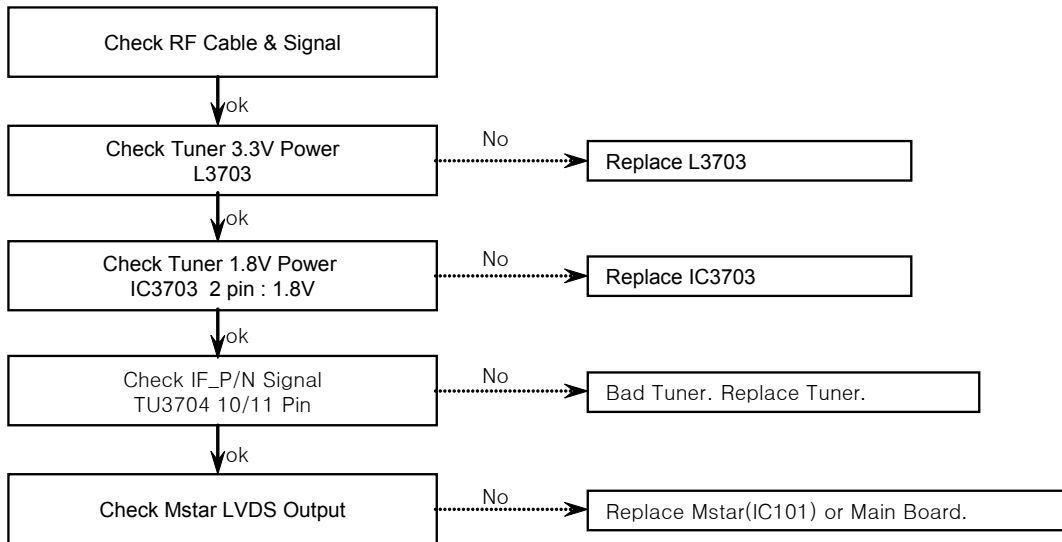 Check RF Cable & Signal
ok
Check Tuner 3.3V Power
L3703
No
Replace L3703
ok
Check Tuner 1.8V Power
IC3703 2 pin : 1.8V
No
Replace IC3703
ok
Check IF_P/N Signal
TU3704 10/11 Pin
No
Bad Tuner. Replace Tuner.
ok
Check Mstar LVDS Output
No
Replace Mstar(IC101) or Main Board.